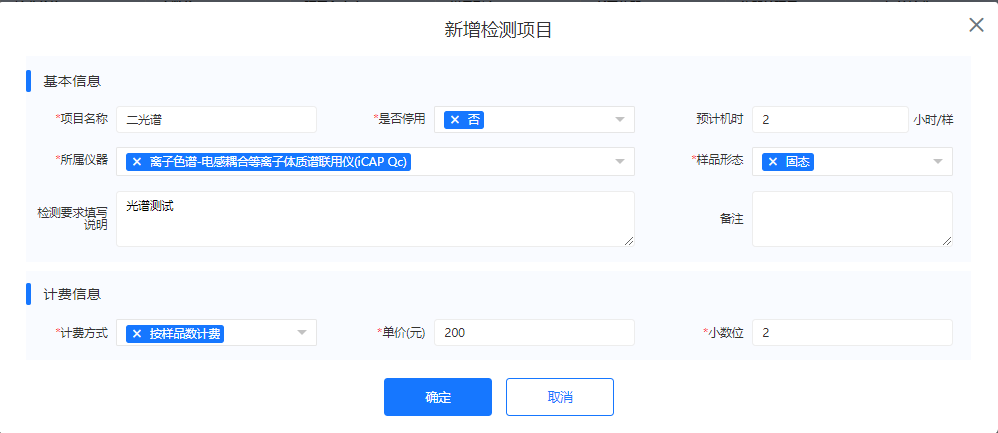 新增检测项目
基本信息
*项目名称 二光谱 *是否停用 × 否 预计机时 2 小时/样
*所属仪器 × 离子色谱-电感耦合等离子体质谱联用仪(iCAP Qc) *样品形态 × 固态
检测要求填写说明 光谱测试 备注
计费信息
*计费方式 × 按样品数计费 *单价(元) 200 *小数位 2
确定 取消